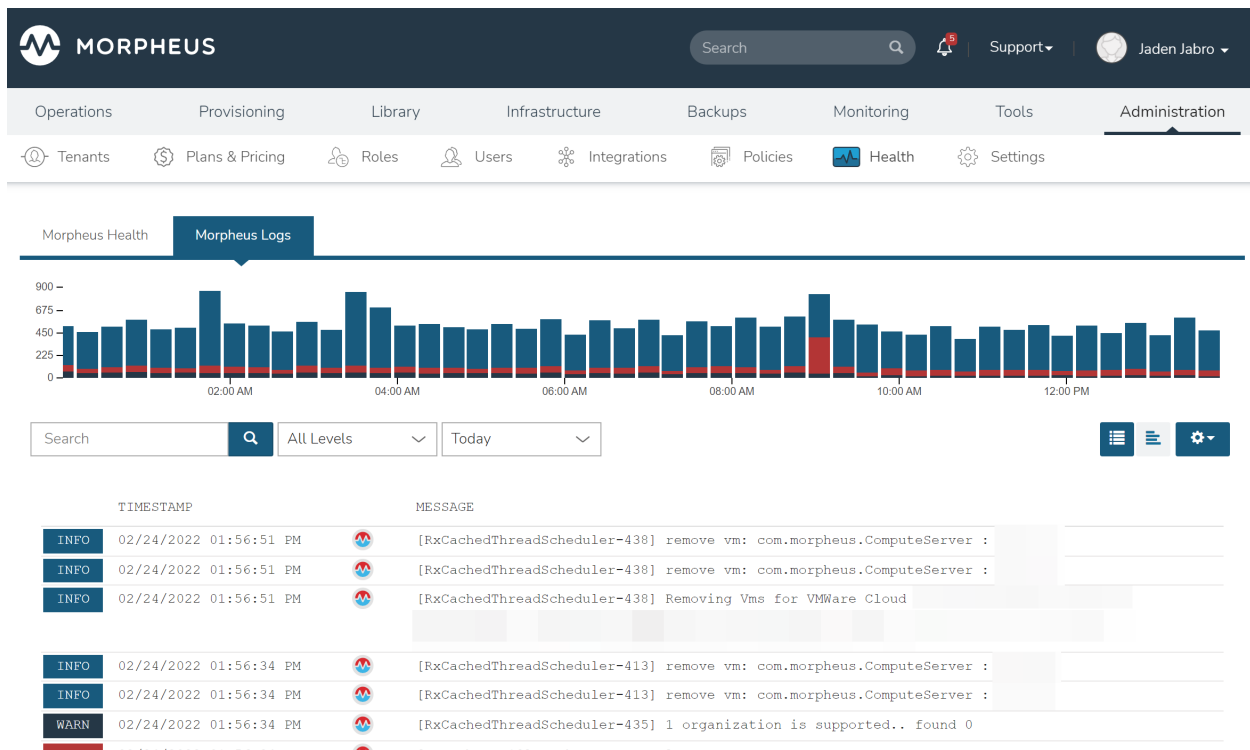 MORPHEUS
Search
5
Support
Jaden Jabro
Operations Provisioning Library Infrastructure Backups Monitoring Tools Administration
Tenants Plans & Pricing Roles Users Integrations Policies Health Settings
Morpheus Health Morpheus Logs
900
675
450
225
0
02:00 AM 04:00 AM 06:00 AM 08:00 AM 10:00 AM 12:00 PM
Search All Levels Today
TIMESTAMP MESSAGE
INFO 02/24/2022 01:56:51 PM [RxCachedThreadScheduler-438] remove vm: com.morpheus.ComputeServer :
INFO 02/24/2022 01:56:51 PM [RxCachedThreadScheduler-438] remove vm: com.morpheus.ComputeServer :
INFO 02/24/2022 01:56:51 PM [RxCachedThreadScheduler-438] Removing Vms for VMWare Cloud
INFO 02/24/2022 01:56:34 PM [RxCachedThreadScheduler-413] remove vm: com.morpheus.ComputeServer :
INFO 02/24/2022 01:56:34 PM [RxCachedThreadScheduler-413] remove vm: com.morpheus.ComputeServer :
WARN 02/24/2022 01:56:34 PM [RxCachedThreadScheduler-435] 1 organization is supported.. found 0